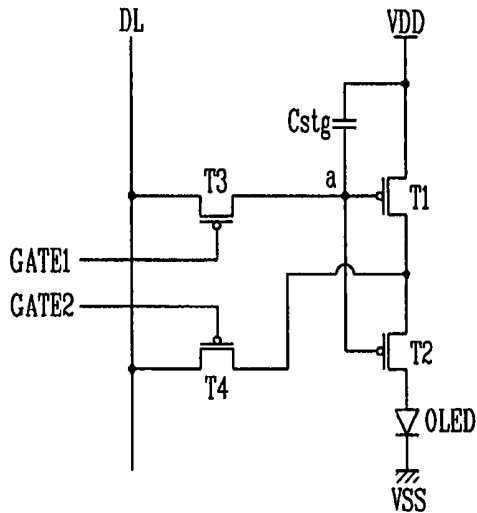 DL
VDD
Cstg
T3
a
T1
GATE1
GATE2
T4
T2
OLED
VSS